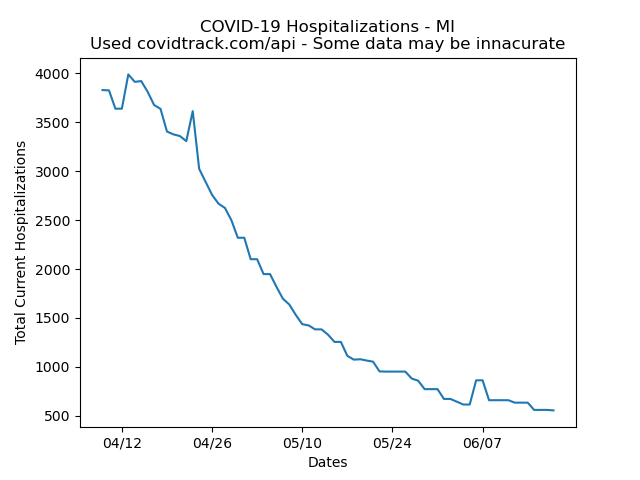 COVID-19 Hospitalizations - MI
Used covidtrack.com/api - Some data may be innacurate
Total Current Hospitalizations
4000
3500
3000
2500
2000
1500
1000
500
04/12 04/26 05/10 05/24 06/07
Dates